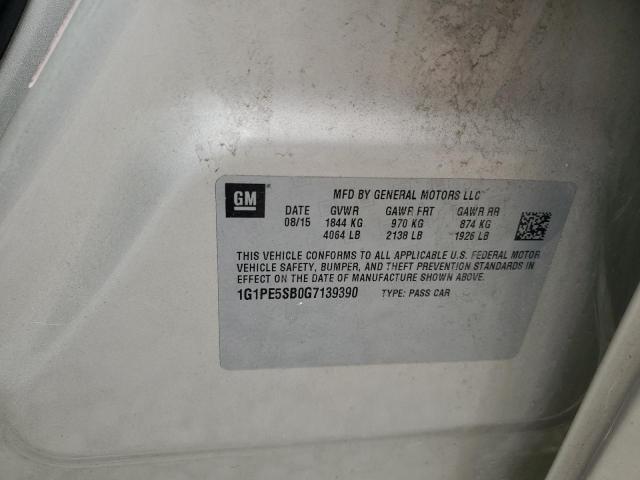 GM
MFD BY GENERAL MOTORS LLC
DATE GVWR GAWR FRT GAWR RR
08/15 1844 KG 970 KG 874 KG
4064 LB 2138 LB 1926 LB
THIS VEHICLE CONFORMS TO ALL APPLICABLE U.S. FEDERAL MOTOR
VEHICLE SAFETY, BUMPER, AND THEFT PREVENTION STANDARDS IN
EFFECT ON THE DATE OF MANUFACTURE SHOWN ABOVE.
1G1PE5SB0G7139390 TYPE: PASS CAR